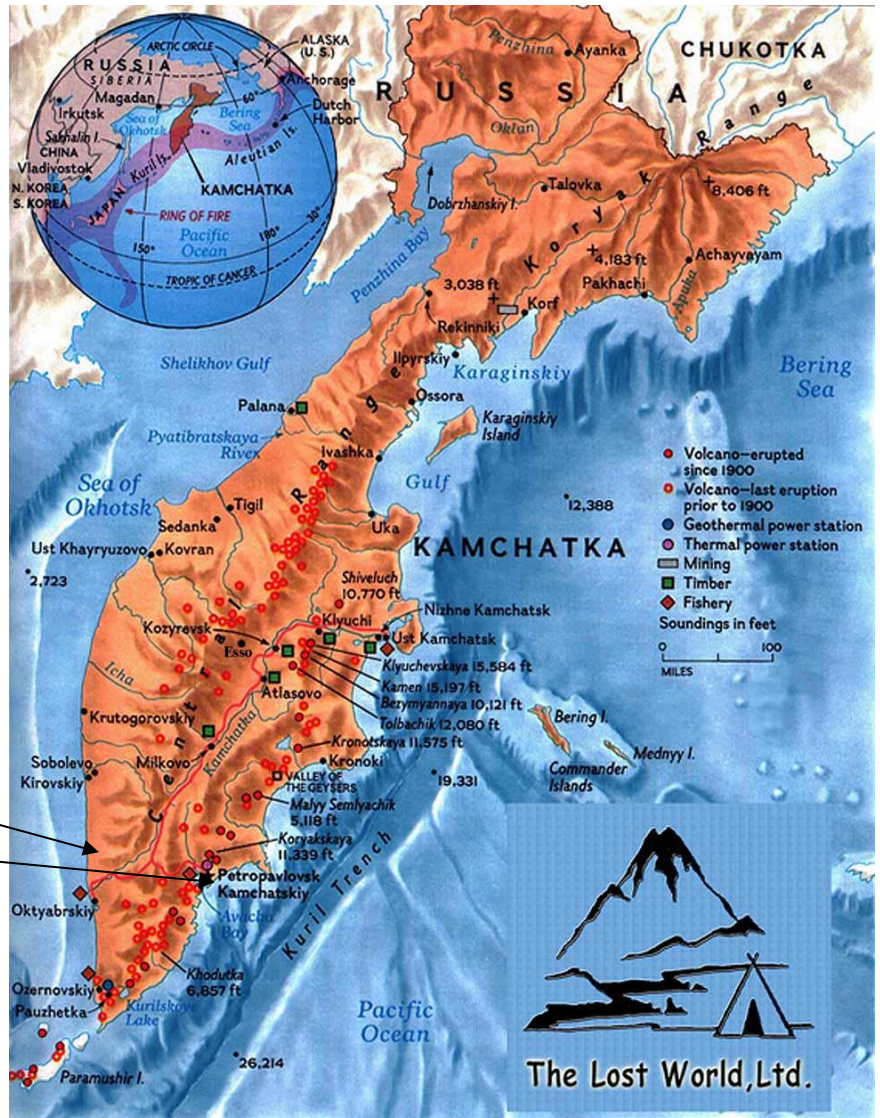 ARCTIC CIRCLE
ALASKA
(U.S.)
RUSSIA
SIBERIA
Anchorage
Magadan
60°
Bering
Sea
Dutch
Harbor
Irkutsk
Sea of
Okhotsk
Sakhalin I.
Aleutian Is.
CHINA
Vladivostok
Kuril Is.
KAMCHATKA
N. KOREA
S. KOREA
JAPAN
RING OF FIRE
Pacific
Ocean
150°
180°
30°
TROPIC OF CANCER
Penzhina
Ayanka
CHUKOTKA
RUSSIA
Oklan
Koryak Range
Talovka
8,406 ft
Dobrzhanskiy I.
4,183 ft
Achayvayam
Penzhina Bay
3,038 ft
Pakhachi
Apuka
Korf
Rekinniki
Shelikhov Gulf
Ilpyrskiy
Karaginskiy
Gulf
Bering
Sea
Palana
Ossora
Karaginskiy
Island
Pyatibratskaya
River
Ivashka
Central Range
Sea of
Okhotsk
Tigil
Sedanka
Uka
12,388
Ust Khayryuzovo
Kovran
KAMCHATKA
2,723
Shiveluch
10,770 ft
Nizhne Kamchatsk
Klyuchi
Kozyrevsk
Ust Kamchatsk
Esso
Klyuchevskaya 15,584 ft
Icha
Kamen 15,197 ft
Atlasovo
Bezymyannaya 10,121 ft
Tolbachik 12,080 ft
Krutogorovskiy
Kamchatka
Kronotskaya 11,575 ft
Bering I.
Milkovo
Mednyy I.
Sobolevo
Kronoki
Commander
Islands
Kirovskiy
VALLEY OF
THE GEYSERS
19,331
Malyy Semlyachik
5,118 ft
Koryakskaya
11,339 ft
Petropavlovsk
Kamchatskiy
Kuril Trench
Oktyabrskiy
Avacha
Bay
Khodutka
6,857 ft
Ozernovskiy
Pauzhetka
Kurilskoye
Lake
Pacific
Ocean
26,214
Paramushir I.
Volcano—erupted
since 1900
Volcano—last eruption
prior to 1900
Geothermal power station
Thermal power station
Mining
Timber
Fishery
Soundings in feet
0 100
MILES
The Lost World,Ltd.